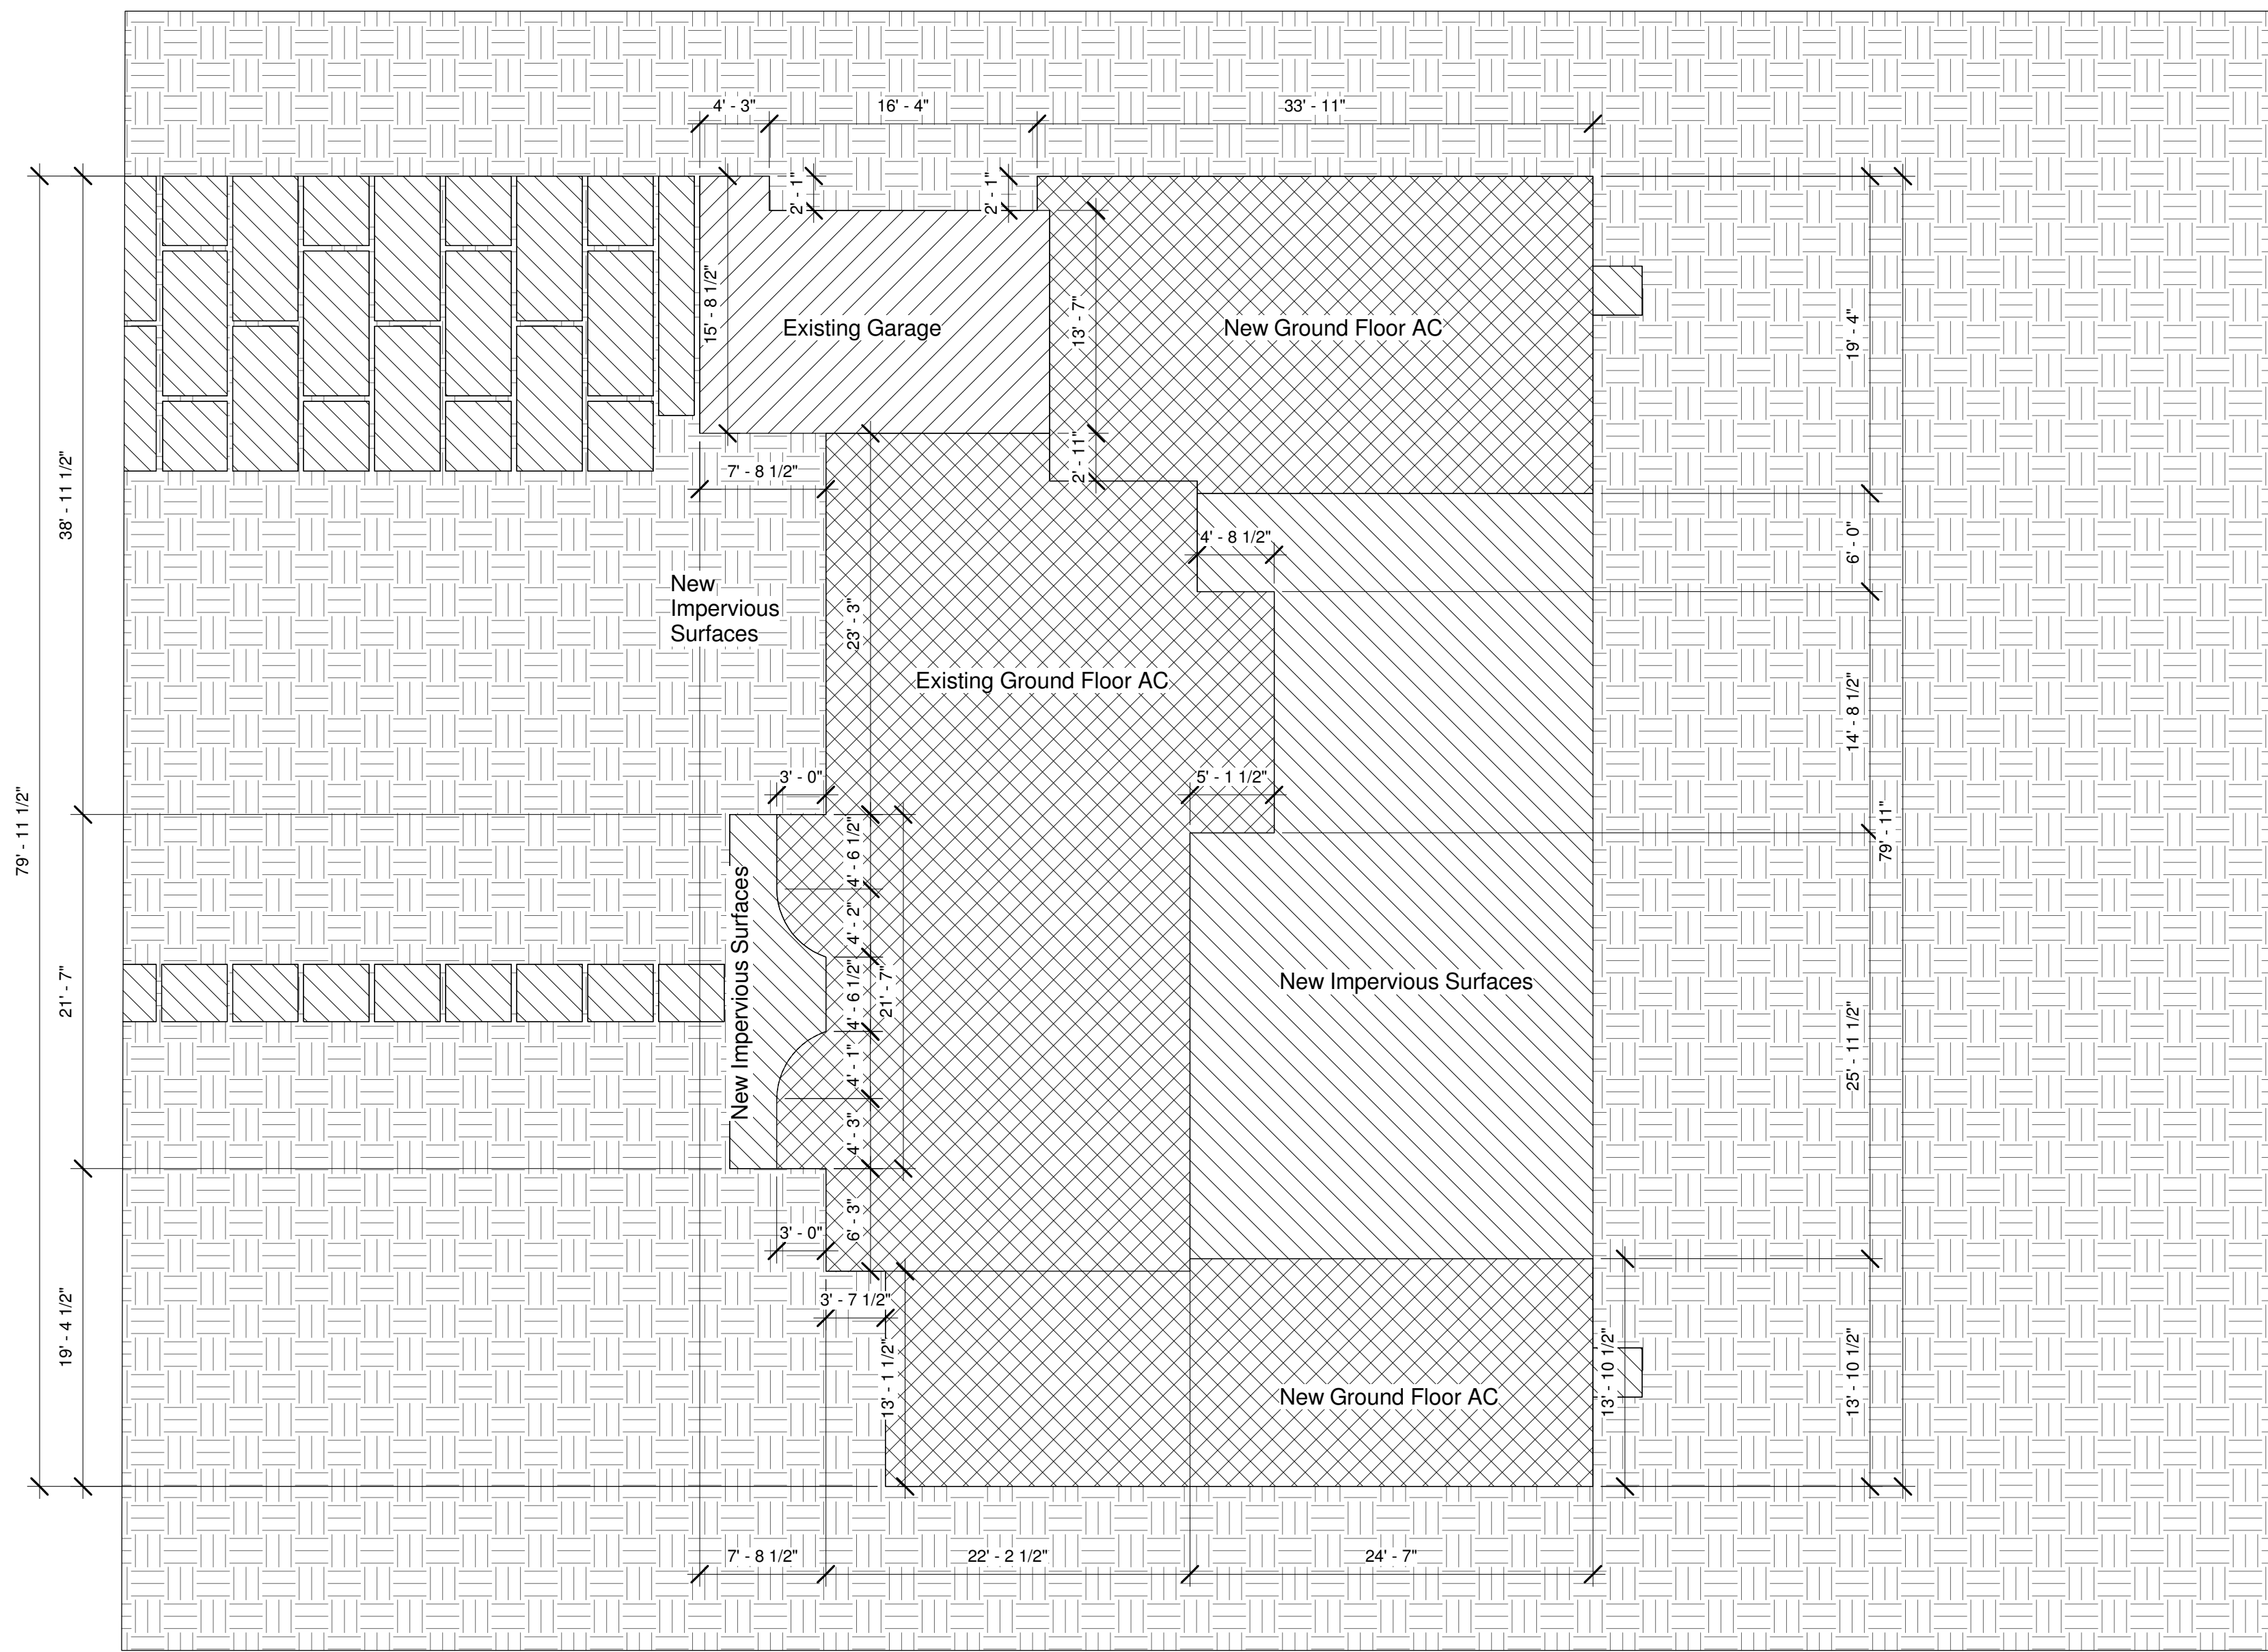 4' - 3"
16' - 4"
33' - 11"
2' - 1"
2' - 1"
15' - 8 1/2"
Existing Garage
13' - 7"
New Ground Floor AC
19' - 4"
38' - 11 1/2"
7' - 8 1/2"
2' - 11"
4' - 8 1/2"
6' - 0"
New
Impervious
Surfaces
23' - 3"
Existing Ground Floor AC
14' - 8 1/2"
3' - 0"
5' - 1 1/2"
79' - 11 1/2"
79' - 11"
4' - 6 1/2"
4' - 2"
New Impervious Surfaces
21' - 7"
4' - 6 1/2"
21' - 7"
New Impervious Surfaces
4' - 1"
25' - 11 1/2"
4' - 3"
6' - 3"
3' - 0"
3' - 7 1/2"
19' - 4 1/2"
13' - 1 1/2"
New Ground Floor AC
13' - 10 1/2"
13' - 10 1/2"
7' - 8 1/2"
22' - 2 1/2"
24' - 7"